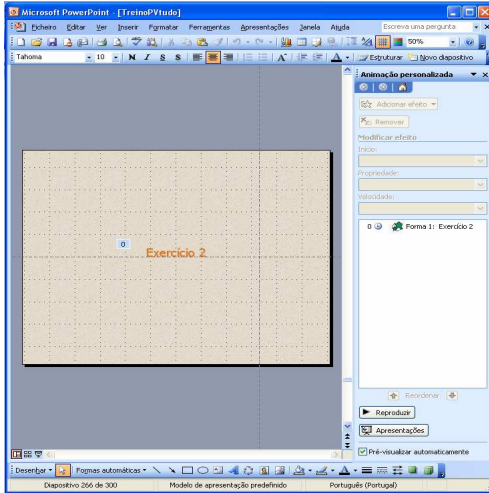 Microsoft PowerPoint - [TreinoPVtudo]
Ficheiro Editar Ver Inserir Formatar Ferramentas Apresentações Janela Ajuda Escreva uma pergunta
50%
Tahoma 10 N I S S A A Estruturar Novo diapositivo
Animação personalizada
Adicionar efeito
Remover
Modificar efeito
Início:
Propriedade:
Velocidade:
0 Forma 1: Exercício 2
0
Exercício 2
Reordenar
Reproduzir
Apresentações
Pré-visualizar automaticamente
Desenhar Formas automáticas
Diapositivo 266 de 300 Modelo de apresentação predefinido Português (Portugal)